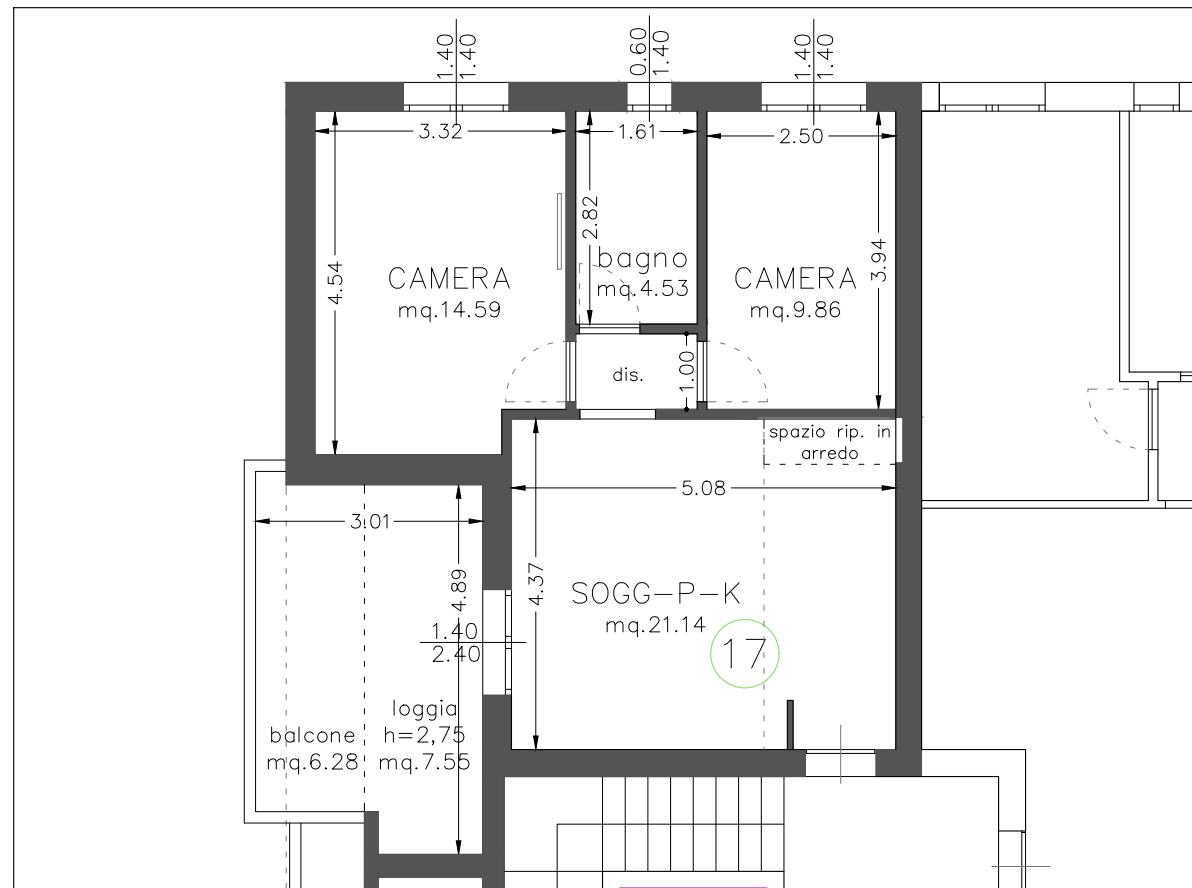 1.40
1.40
0.60
1.40
1.40
1.40
3.32
1.61
2.50
2.82
4.54
3.94
bagno
mq.4.53
CAMERA
mq.14.59
CAMERA
mq.9.86
dis.
1.00
spazio rip. in
arredo
5.08
3.01
4.89
4.37
SOGG-P-K
mq.21.14
17
1.40
2.40
loggia
h=2,75
mq.7.55
balcone
mq.6.28